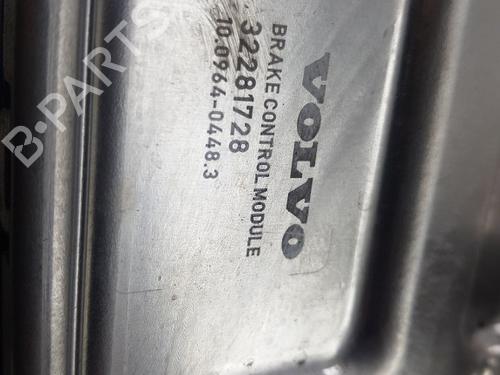 VOLVO
BRAKE CONTROL MODULE
32281728
10.0964-0448.3
B-PARTS